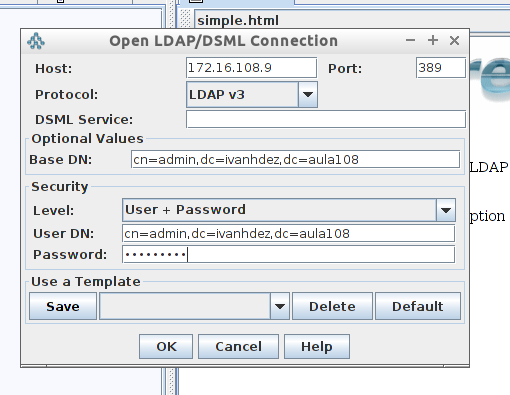 simple.html
Open LDAP/DSML Connection
Host: 172.16.108.9 Port: 389
Protocol: LDAP v3
DSML Service:
Optional Values
Base DN: cn=admin,dc=ivanhdez,dc=aula108
LDAP
Security
Level: User + Password
ption
User DN: cn=admin,dc=ivanhdez,dc=aula108
Password: •••••••••
Use a Template
Save Delete Default
OK Cancel Help